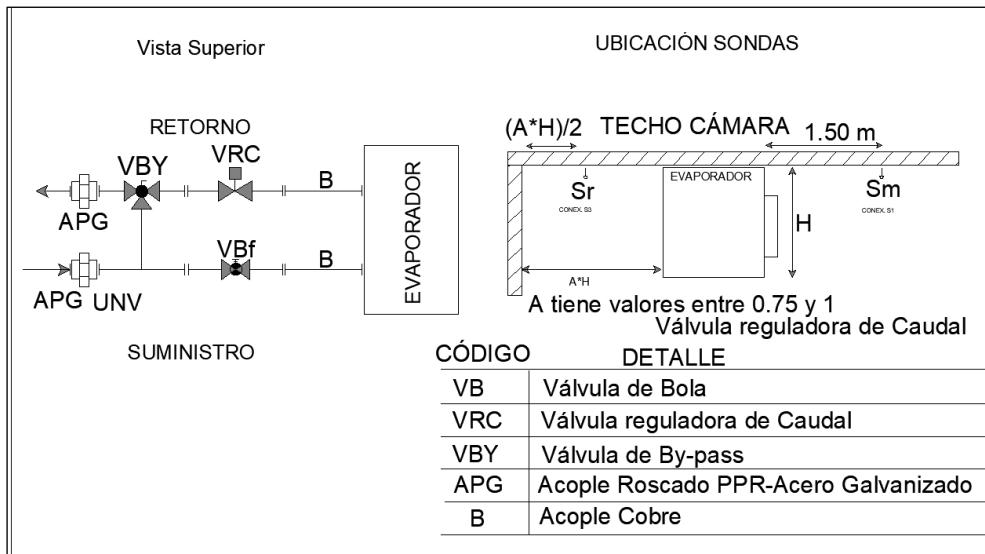 Vista Superior
UBICACIÓN SONDAS
RETORNO
VBY
VRC
B
APG
VBf
B
APG UNV
EVAPORADOR
SUMINISTRO
(A*H)/2 TECHO CÁMARA 1.50 m
EVAPORADOR
Sr
CONEX. S3
Sm
CONEX. S1
H
A*H
A tiene valores entre 0.75 y 1
Válvula reguladora de Caudal
CÓDIGO DETALLE
VB Válvula de Bola
VRC Válvula reguladora de Caudal
VBY Válvula de By-pass
APG Acople Roscado PPR-Acero Galvanizado
B Acople Cobre